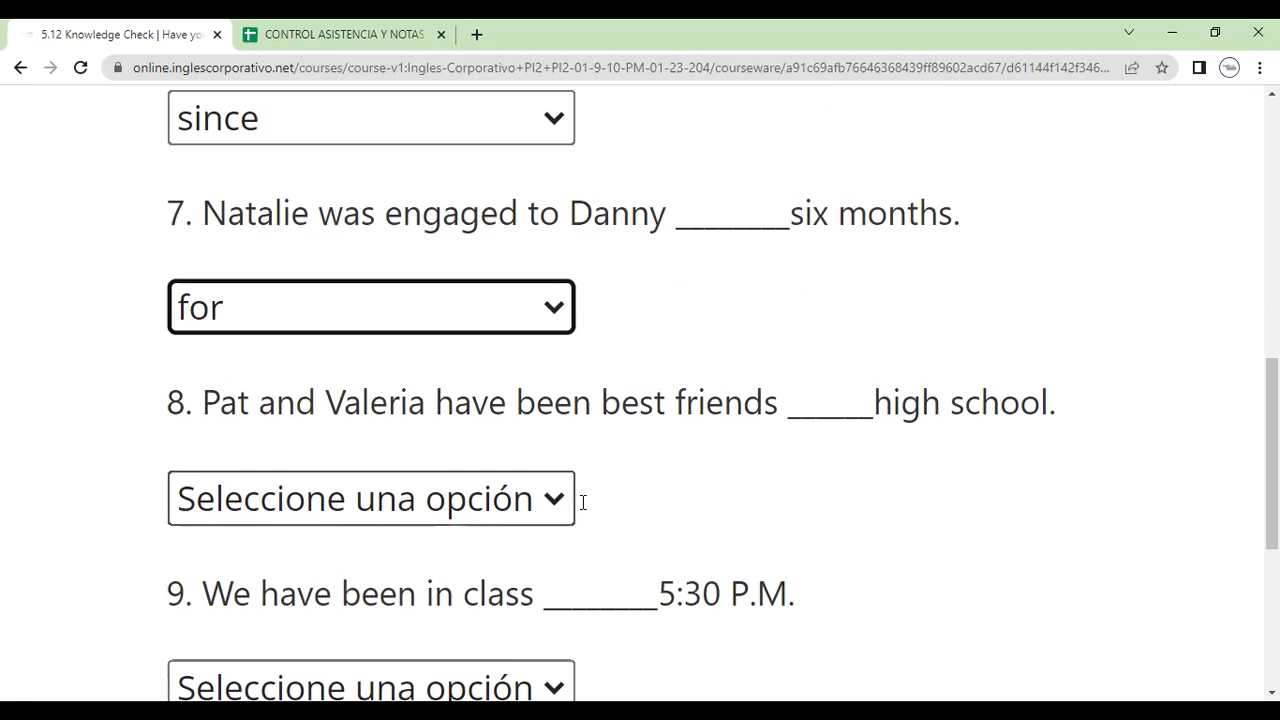 5.12 Knowledge Check | Have yo
CONTROL ASISTENCIA Y NOTAS
online.inglescorporativo.net/courses/course-v1:Ingles-Corporativo+PI2+PI2-01-9-10-PM-01-23-204/courseware/a91c69afb76646368439ff89602acd67/d61144f142f346...
since
7. Natalie was engaged to Danny ________six months.
for
8. Pat and Valeria have been best friends ______high school.
Seleccione una opción
9. We have been in class ________5:30 P.M.
Seleccione una opción